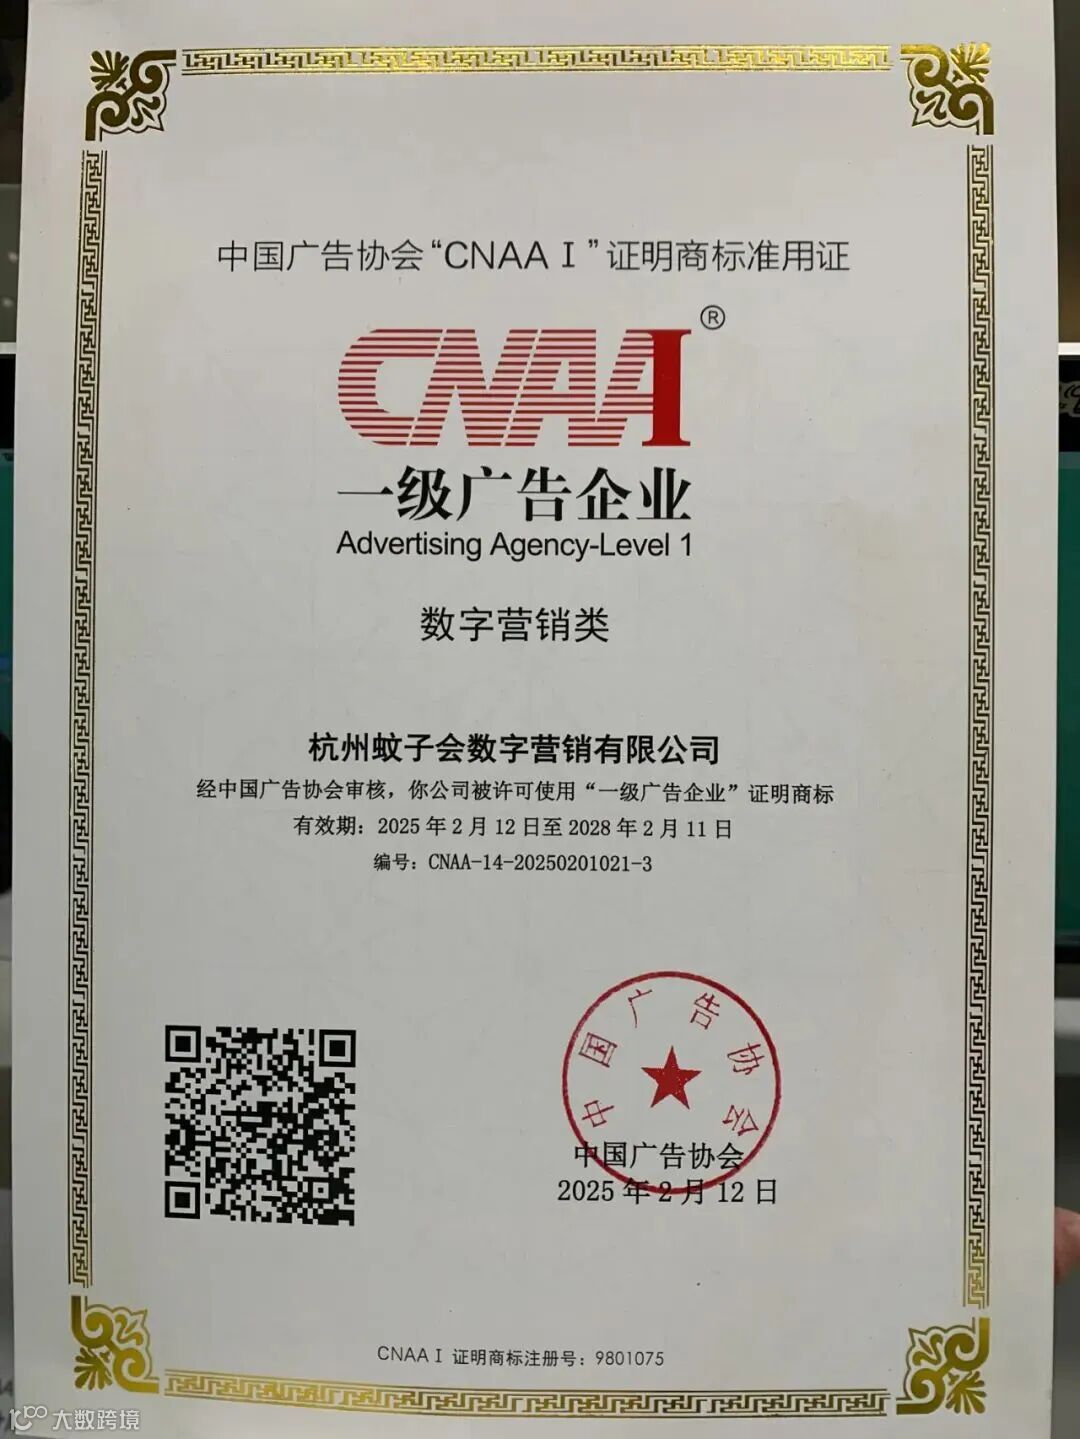 中国广告协会“CNAA I”证明商标准用证
CNAAI®
一级广告企业
Advertising Agency-Level 1
数字营销类
杭州蚊子会数字营销有限公司
经中国广告协会审核，你公司被许可使用“一级广告企业”证明商标
有效期：2025年2月12日至2028年2月11日
编号：CNAA-14-20250201021-3
中国广告协会
中国广告协会
2025年2月12日
CNAA I 证明商标注册号：9801075
大数跨境